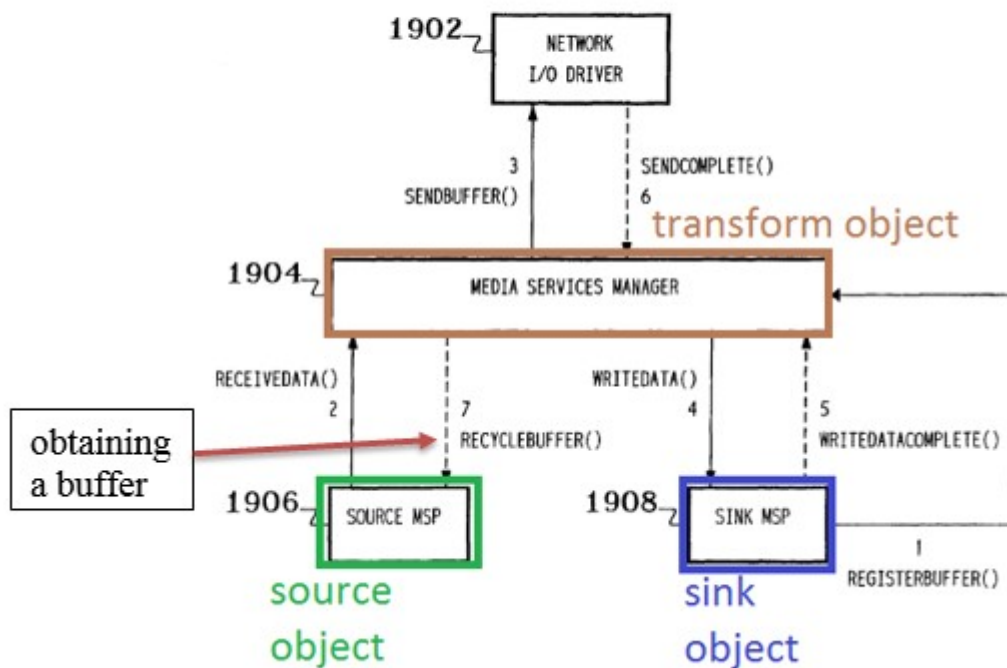 1902
NETWORK
I/O DRIVER
3
SENDBUFFER()
SENDCOMPLETE()
6
transform object
1904
MEDIA SERVICES MANAGER
RECEIVEDATA()
2
7
RECYCLEBUFFER()
WRITEDATA()
4
5
WRITEDATACOMPLETE()
obtaining
a buffer
1906
SOURCE MSP
1908
SINK MSP
1
REGISTERBUFFER()
source
object
sink
object